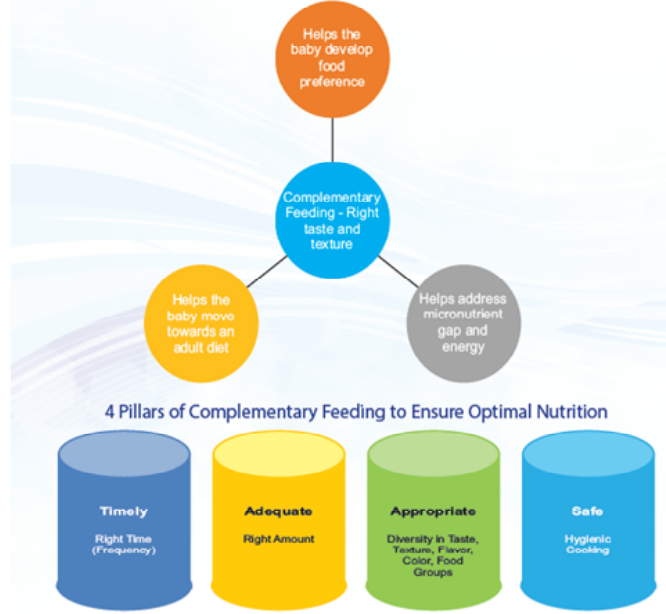 Helps the
baby develop
food
preference
Complementary
Feeding - Right
taste and
texture
Helps the
baby move
towards an
adult diet
Helps address
micronutrient
gap and
energy
4 Pillars of Complementary Feeding to Ensure Optimal Nutrition
Timely
Right Time
(Frequency)
Adequate
Right Amount
Appropriate
Diversity in Taste,
Texture, Flavor,
Color, Food
Groups
Safe
Hygienic
Cooking